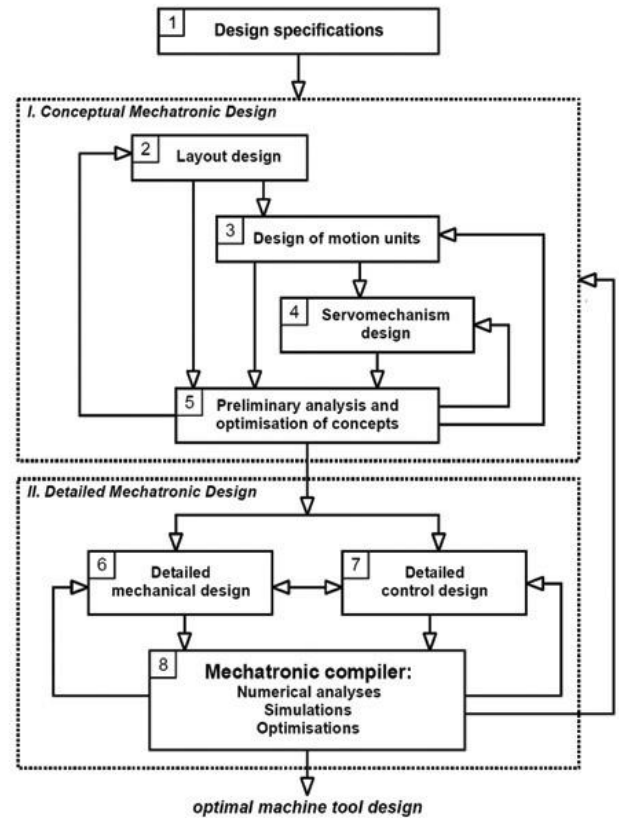 1
Design specifications
I. Conceptual Mechatronic Design
2
Layout design
3
Design of motion units
4
Servomechanism
design
5
Preliminary analysis and
optimisation of concepts
II. Detailed Mechatronic Design
6
Detailed
mechanical design
7
Detailed
control design
8
Mechatronic compiler:
Numerical analyses
Simulations
Optimisations
optimal machine tool design